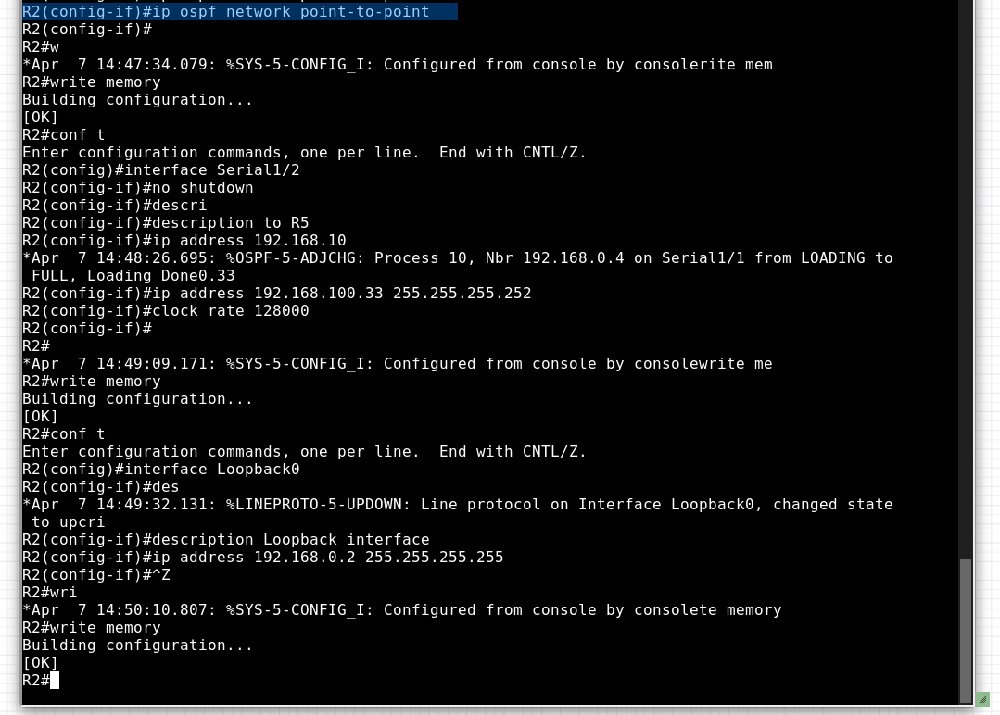 R2(config-if)#ip ospf network point-to-point
R2(config-if)#
R2#w
*Apr  7 14:47:34.079: %SYS-5-CONFIG_I: Configured from console by consolerite mem
R2#write memory
Building configuration...
[OK]
R2#conf t
Enter configuration commands, one per line.  End with CNTL/Z.
R2(config)#interface Serial1/2
R2(config-if)#no shutdown
R2(config-if)#descri
R2(config-if)#description to R5
R2(config-if)#ip address 192.168.10
*Apr  7 14:48:26.695: %OSPF-5-ADJCHG: Process 10, Nbr 192.168.0.4 on Serial1/1 from LOADING to
 FULL, Loading Done0.33
R2(config-if)#ip address 192.168.100.33 255.255.255.252
R2(config-if)#clock rate 128000
R2(config-if)#
R2#
*Apr  7 14:49:09.171: %SYS-5-CONFIG_I: Configured from console by consolewrite me
R2#write memory
Building configuration...
[OK]
R2#conf t
Enter configuration commands, one per line.  End with CNTL/Z.
R2(config)#interface Loopback0
R2(config-if)#des
*Apr  7 14:49:32.131: %LINEPROTO-5-UPDOWN: Line protocol on Interface Loopback0, changed state
 to upcri
R2(config-if)#description Loopback interface
R2(config-if)#ip address 192.168.0.2 255.255.255.255
R2(config-if)#^Z
R2#wri
*Apr  7 14:50:10.807: %SYS-5-CONFIG_I: Configured from console by consolete memory
R2#write memory
Building configuration...
[OK]
R2#